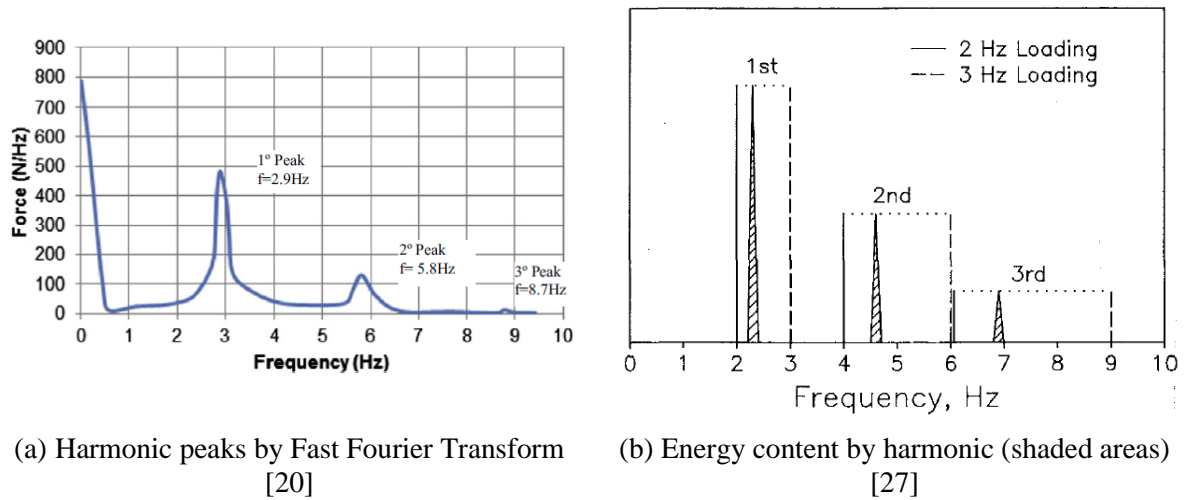 900
800
700
600
500
400
300
200
100
0
Force (N/Hz)
1º Peak
f=2.9Hz
2º Peak
f= 5.8Hz
3º Peak
f=8.7Hz
0 1 2 3 4 5 6 7 8 9 10
Frequency (Hz)
2 Hz Loading
3 Hz Loading
1st
2nd
3rd
0 1 2 3 4 5 6 7 8 9 10
Frequency, Hz
(a) Harmonic peaks by Fast Fourier Transform
[20]
(b) Energy content by harmonic (shaded areas)
[27]